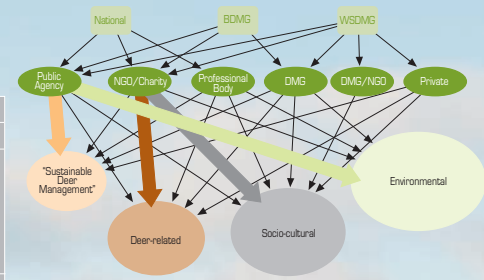 National
BDMG
WSDMG
Public
Agency
NGO/Charity
Professional
Body
DMG
DMG/NGO
Private
"Sustainable
Deer
Management"
Environmental
Deer-related
Socio-cultural